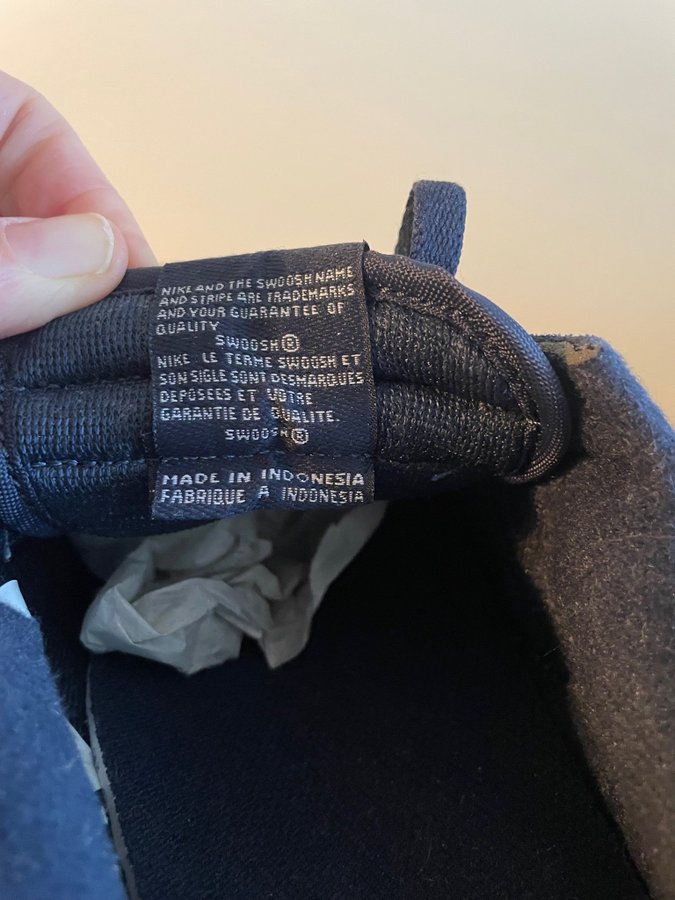 NIKE AND THE SWOOSH NAME
AND STRIPE ARE TRADEMARKS
AND YOUR GUARANTEE OF
QUALITY
SWOOSH®
NIKE LE TERME SWOOSH ET
SON SIGLE SONT DESMARQUES
DEPOSEES ET VOTRE
GARANTIE DE QUALITE.
SWOOSH®
MADE IN INDONESIA
FABRIQUE A INDONESIA